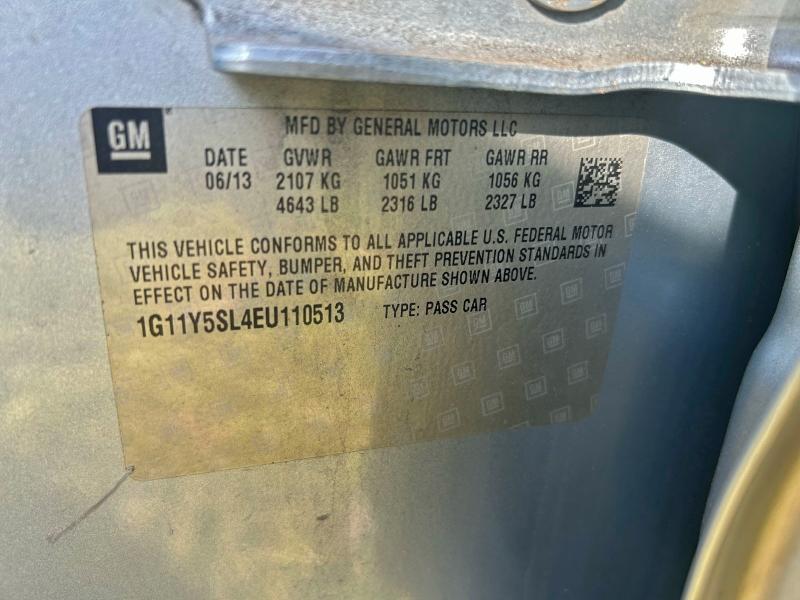 GM
MFD BY GENERAL MOTORS LLC
DATE GVWR GAWR FRT GAWR RR
06/13 2107 KG 1051 KG 1056 KG
4643 LB 2316 LB 2327 LB
THIS VEHICLE CONFORMS TO ALL APPLICABLE U.S. FEDERAL MOTOR
VEHICLE SAFETY, BUMPER, AND THEFT PREVENTION STANDARDS IN
EFFECT ON THE DATE OF MANUFACTURE SHOWN ABOVE.
1G11Y5SL4EU110513 TYPE: PASS CAR